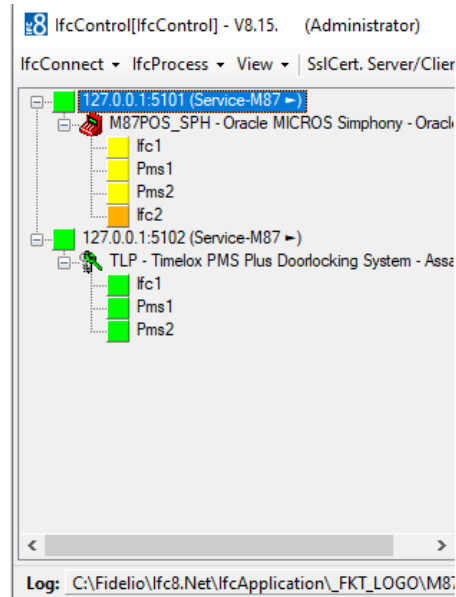 IfcControl[IfcControl] - V8.15. (Administrator)
IfcConnect IfcProcess View SslCert. Server/Clien
127.0.0.1:5101 (Service-M87 ►)
M87POS_SPH - Oracle MICROS Simphony - Oracl
Ifc1
Pms1
Pms2
Ifc2
127.0.0.1:5102 (Service-M87 ►)
TLP - Timelox PMS Plus Doorlocking System - Assa
Ifc1
Pms1
Pms2
Log: C:\Fidelio\Ifc8.Net\IfcApplication\_FKT_LOGO\M87